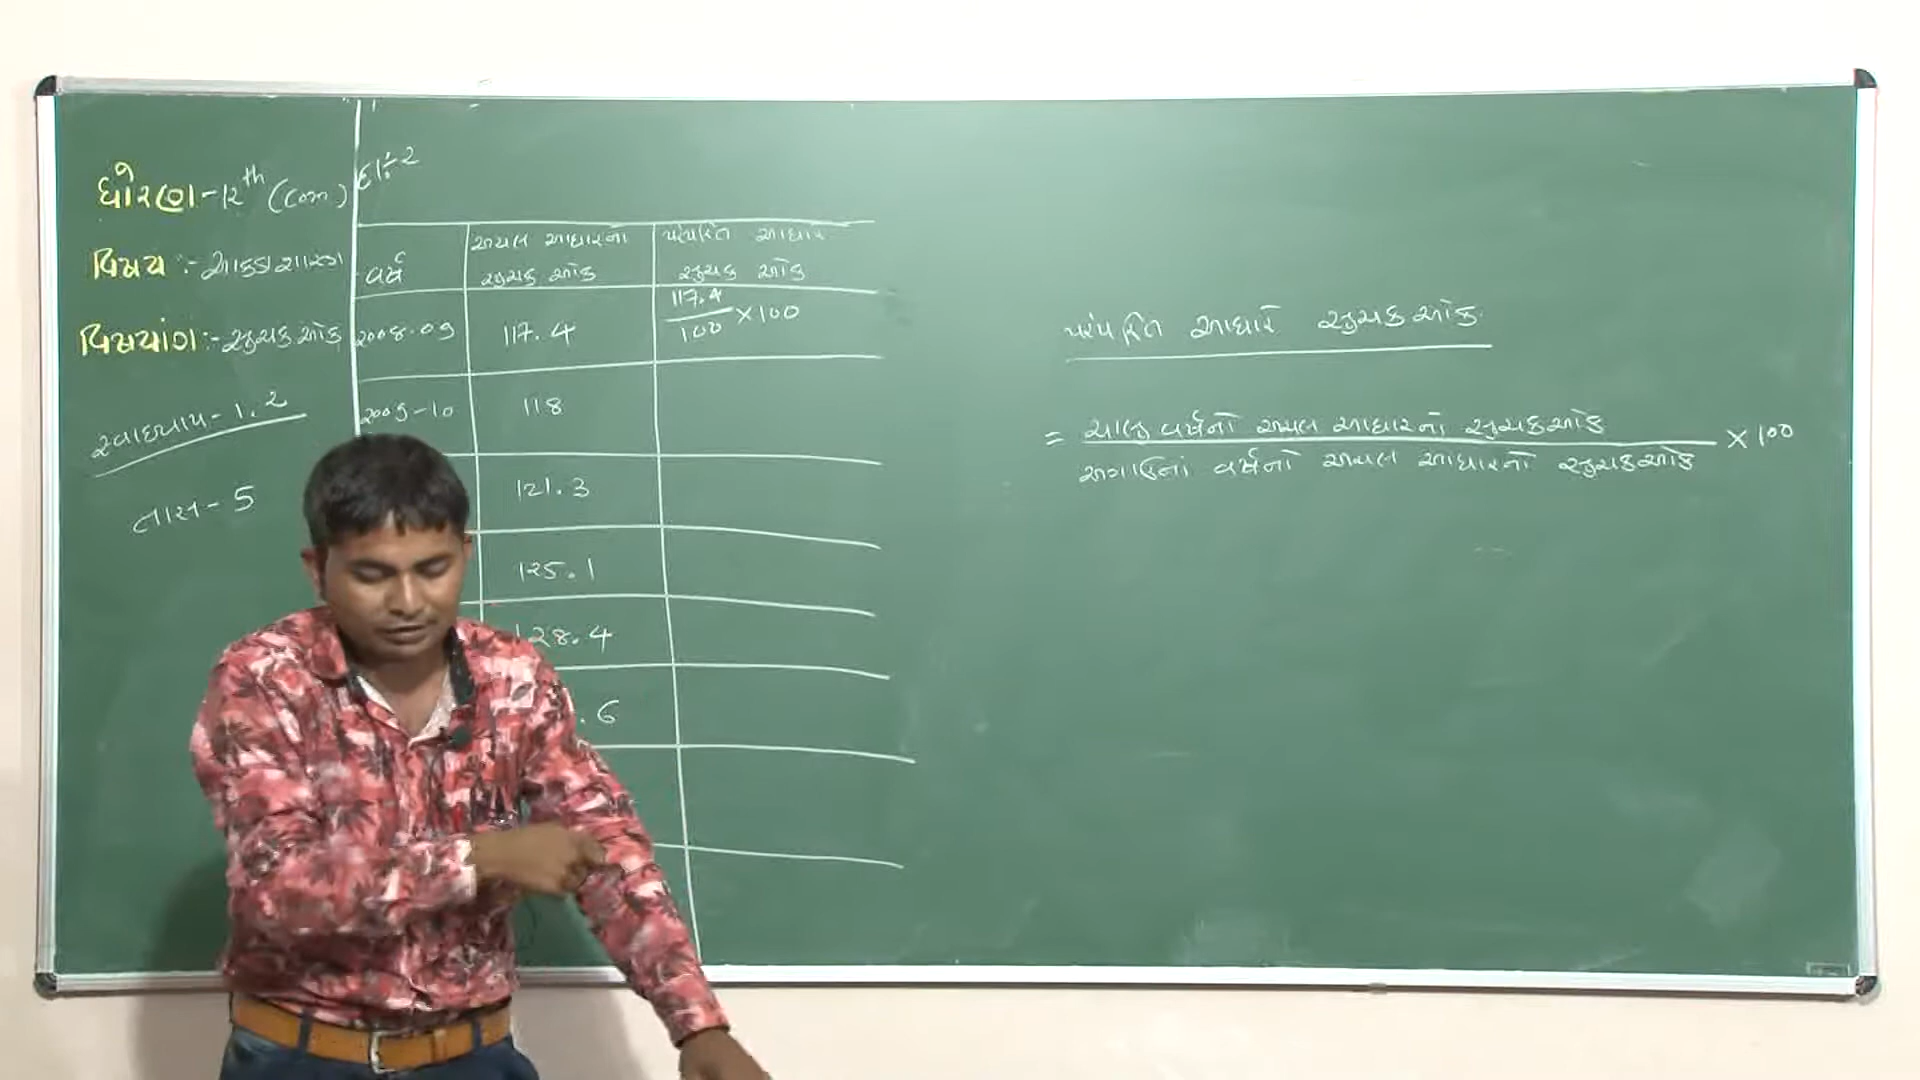 ધોરણ - 12th (Com)
વિષય :- આંકડાશાસ્ત્ર
વિષયાંગ :- સૂચક આંક
સ્વાધ્યાય - 1.2
તાસ - 5
દા:-2
વર્ષ
અચલ આધારના
સૂચક આંક
પરંપરિત આધારે
સૂચક આંક
2008-09
117.4
117.4
100
×100
2009-10
118
121.3
125.1
128.4
.6
પરંપરિત આધારે સૂચક આંક
= ચાલુ વર્ષનો અચલ આધારનો સૂચકઆંક
અગાઉના વર્ષનો અચલ આધારનો સૂચકઆંક
× 100